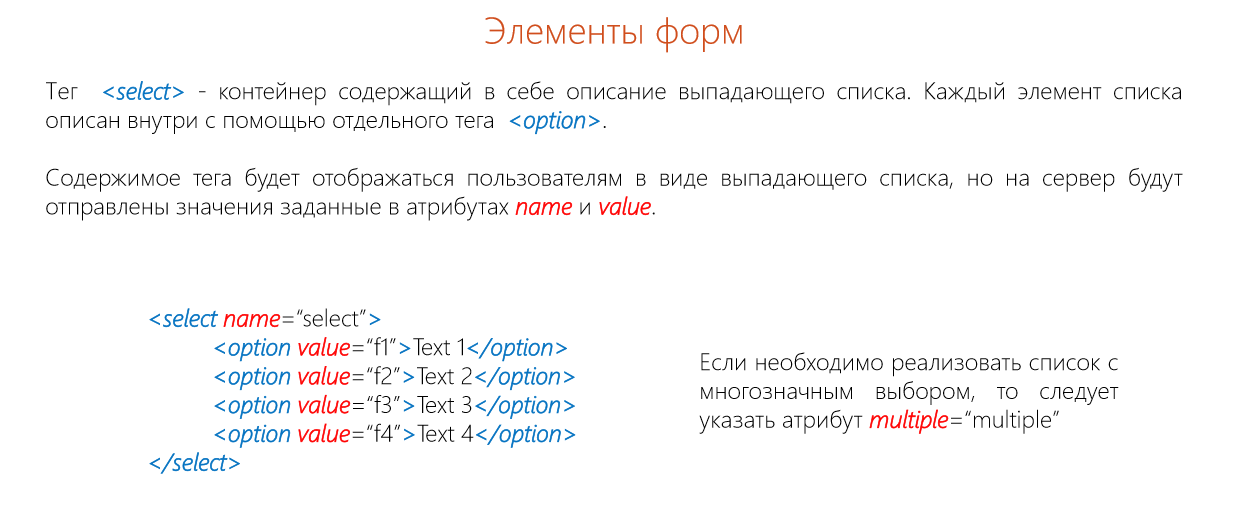 Элементы форм
Тег <select> - контейнер содержащий в себе описание выпадающего списка. Каждый элемент списка
описан внутри с помощью отдельного тега <option>.
Содержимое тега будет отображаться пользователям в виде выпадающего списка, но на сервер будут
отправлены значения заданные в атрибутах name и value.
<select name=“select”>
<option value=“f1”>Text 1</option>
<option value=“f2”>Text 2</option>
<option value=“f3”>Text 3</option>
<option value=“f4”>Text 4</option>
</select>
Если необходимо реализовать список с
многозначным выбором, то следует
указать атрибут multiple=“multiple”